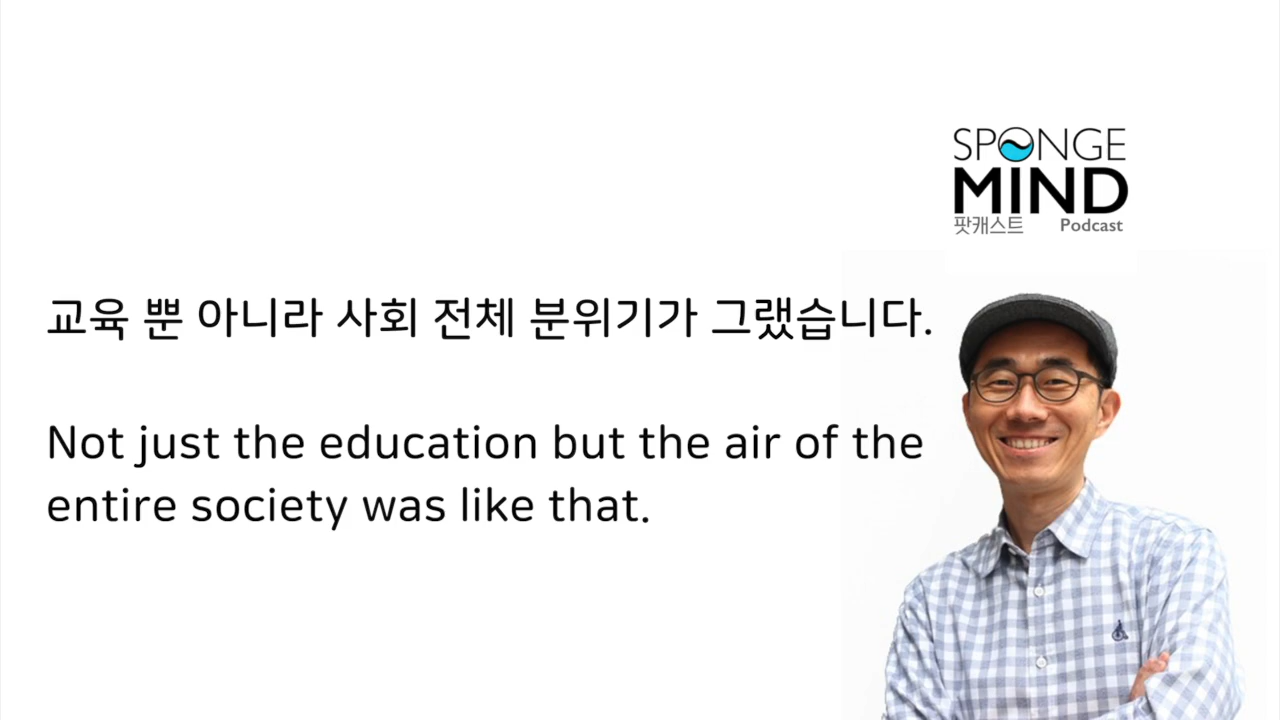 SPONGE
MIND
팟캐스트 Podcast
교육 뿐 아니라 사회 전체 분위기가 그랬습니다.
Not just the education but the air of the
entire society was like that.